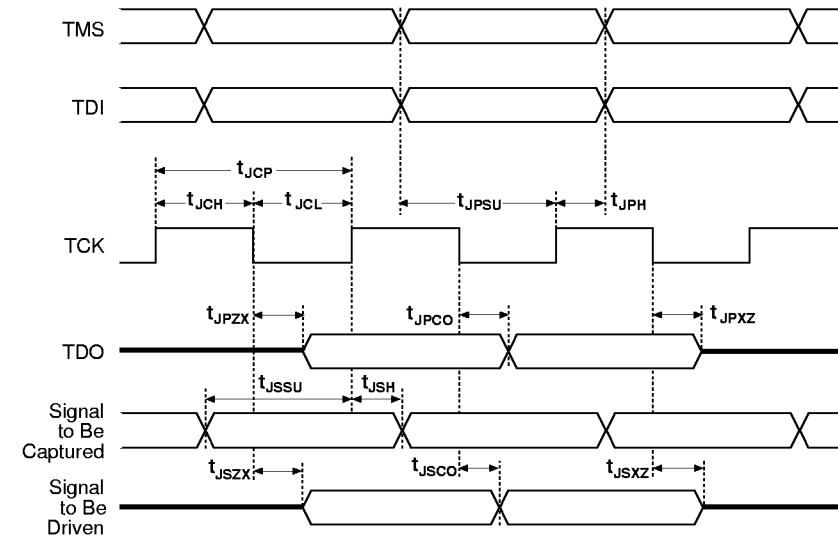 TMS
TDI
tJCP
tJCH tJCL tJPSU tJPH
TCK
tJPZX tJPCO tJPXZ
TDO
tJSSU tJSH
Signal
to Be
Captured
tJSZX tJSCO tJSXZ
Signal
to Be
Driven